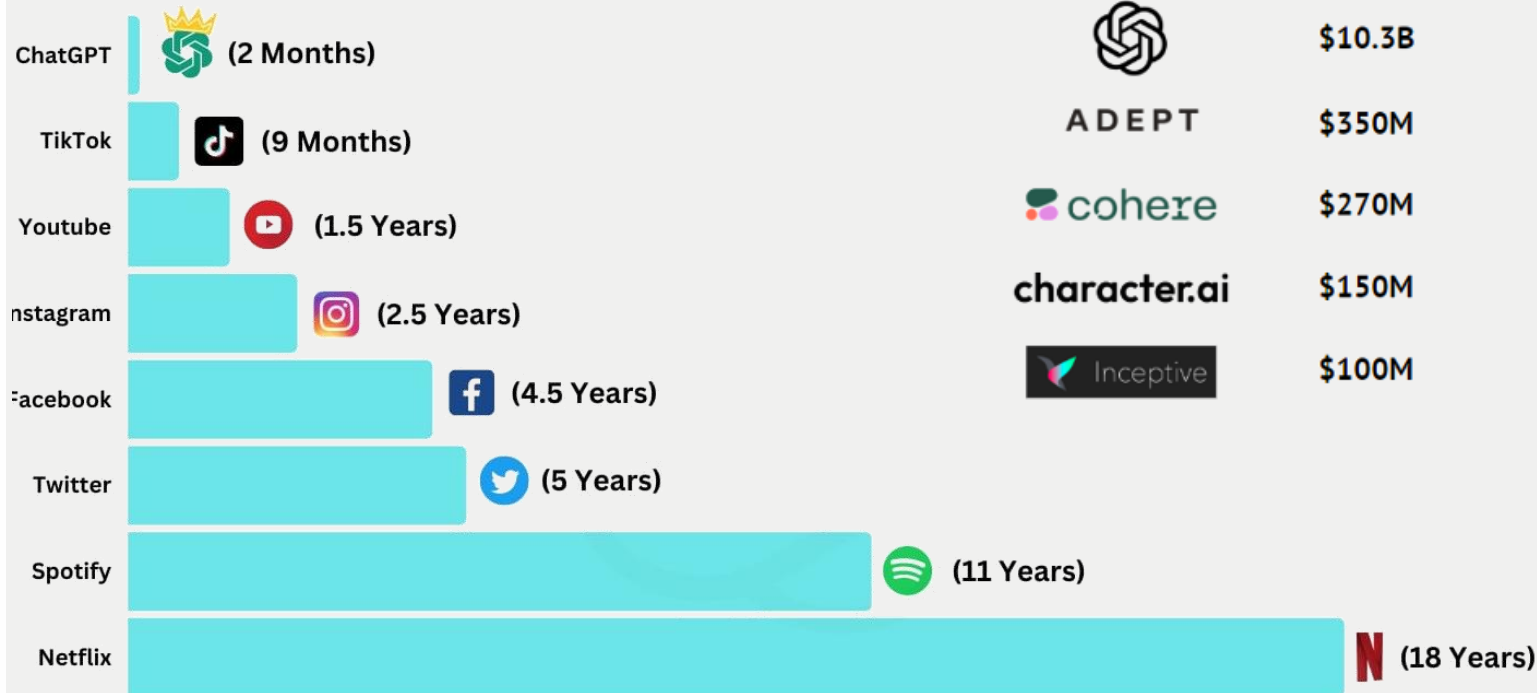 ChatGPT (2 Months)
TikTok (9 Months)
Youtube (1.5 Years)
nstagram (2.5 Years)
Facebook (4.5 Years)
Twitter (5 Years)
Spotify (11 Years)
Netflix N (18 Years)
$10.3B
ADEPT $350M
cohere $270M
character.ai $150M
Inceptive $100M